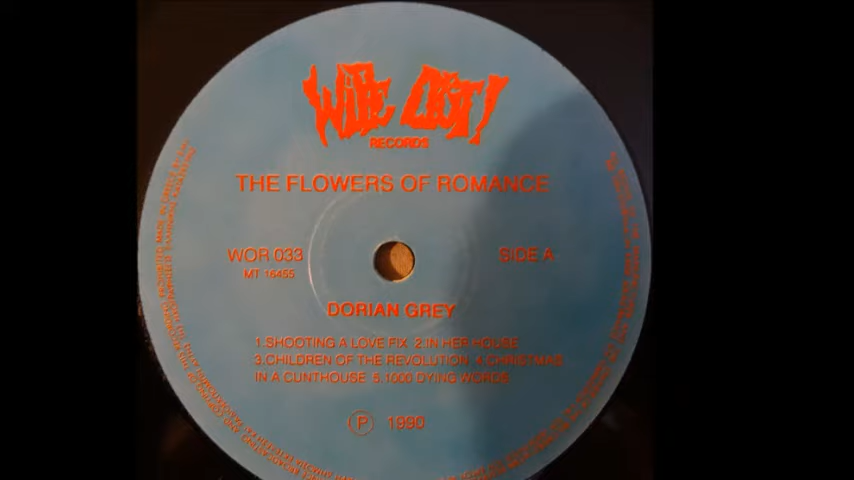 WiPE OUT!
RECORDS
THE FLOWERS OF ROMANCE
WOR 033
SIDE A
MT 16455
DORIAN GREY
1.SHOOTING A LOVE FIX 2.IN HER HOUSE
3.CHILDREN OF THE REVOLUTION 4.CHRISTMAS
IN A CUNTHOUSE 5.1000 DYING WORDS
P 1990